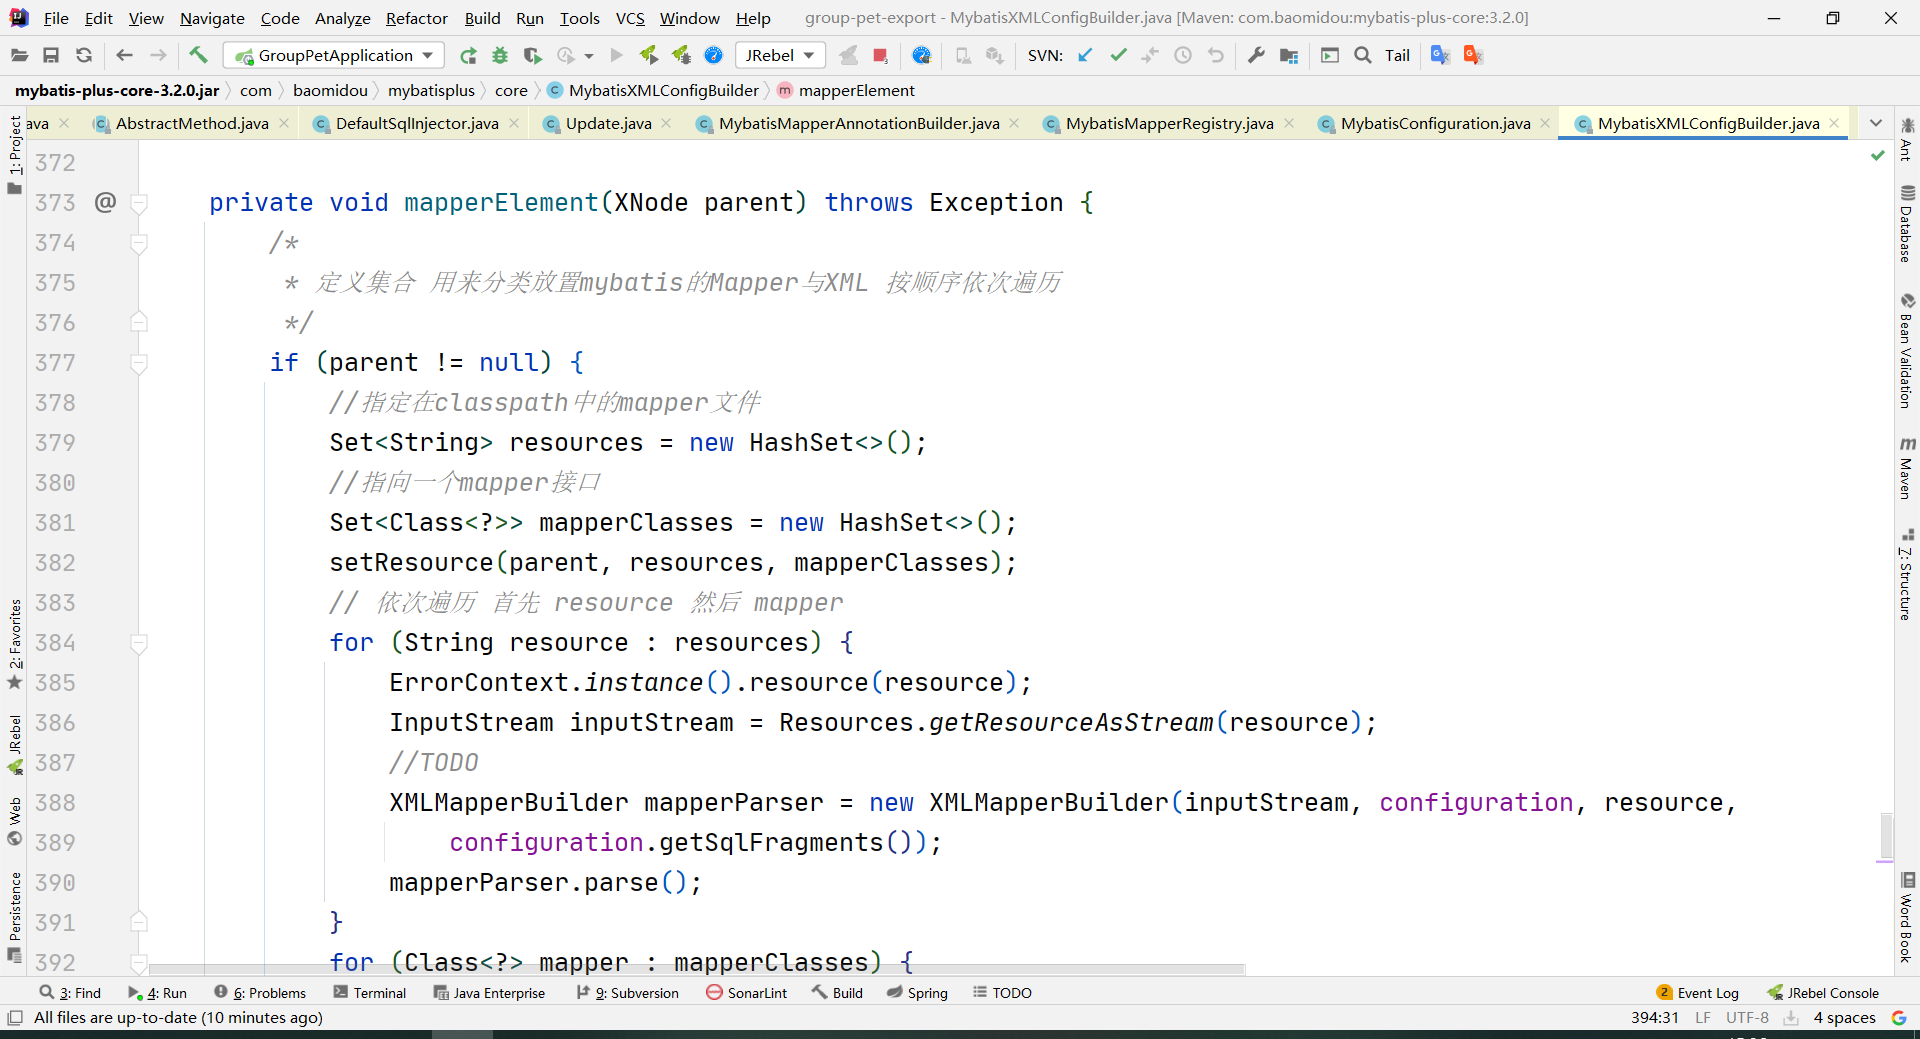 File Edit View Navigate Code Analyze Refactor Build Run Tools VCS Window Help group-pet-export - MybatisXMLConfigBuilder.java [Maven: com.baomidou:mybatis-plus-core:3.2.0]
GroupPetApplication JRebel SVN: Tail
mybatis-plus-core-3.2.0.jar com baomidou mybatisplus core MybatisXMLConfigBuilder mapperElement
ava AbstractMethod.java DefaultSqlInjector.java Update.java MybatisMapperAnnotationBuilder.java MybatisMapperRegistry.java MybatisConfiguration.java MybatisXMLConfigBuilder.java
1: Project
2: Favorites
JRebel
Web
Persistence
372
373 @ private void mapperElement(XNode parent) throws Exception {
374 /*
375 * 定义集合 用来分类放置mybatis的Mapper与XML 按顺序依次遍历
376 */
377 if (parent != null) {
378 //指定在classpath中的mapper文件
379 Set<String> resources = new HashSet<>();
380 //指向一个mapper接口
381 Set<Class<?>> mapperClasses = new HashSet<>();
382 setResource(parent, resources, mapperClasses);
383 // 依次遍历 首先 resource 然后 mapper
384 for (String resource : resources) {
385 ErrorContext.instance().resource(resource);
386 InputStream inputStream = Resources.getResourceAsStream(resource);
387 //TODO
388 XMLMapperBuilder mapperParser = new XMLMapperBuilder(inputStream, configuration, resource,
389 configuration.getSqlFragments());
390 mapperParser.parse();
391 }
392 for (Class<?> mapper : mapperClasses) {
Ant
Database
Bean Validation
Maven
7: Structure
Word Book
3: Find 4: Run 6: Problems Terminal Java Enterprise 9: Subversion SonarLint Build Spring TODO 2 Event Log JRebel Console
All files are up-to-date (10 minutes ago) 394:31 LF UTF-8 4 spaces